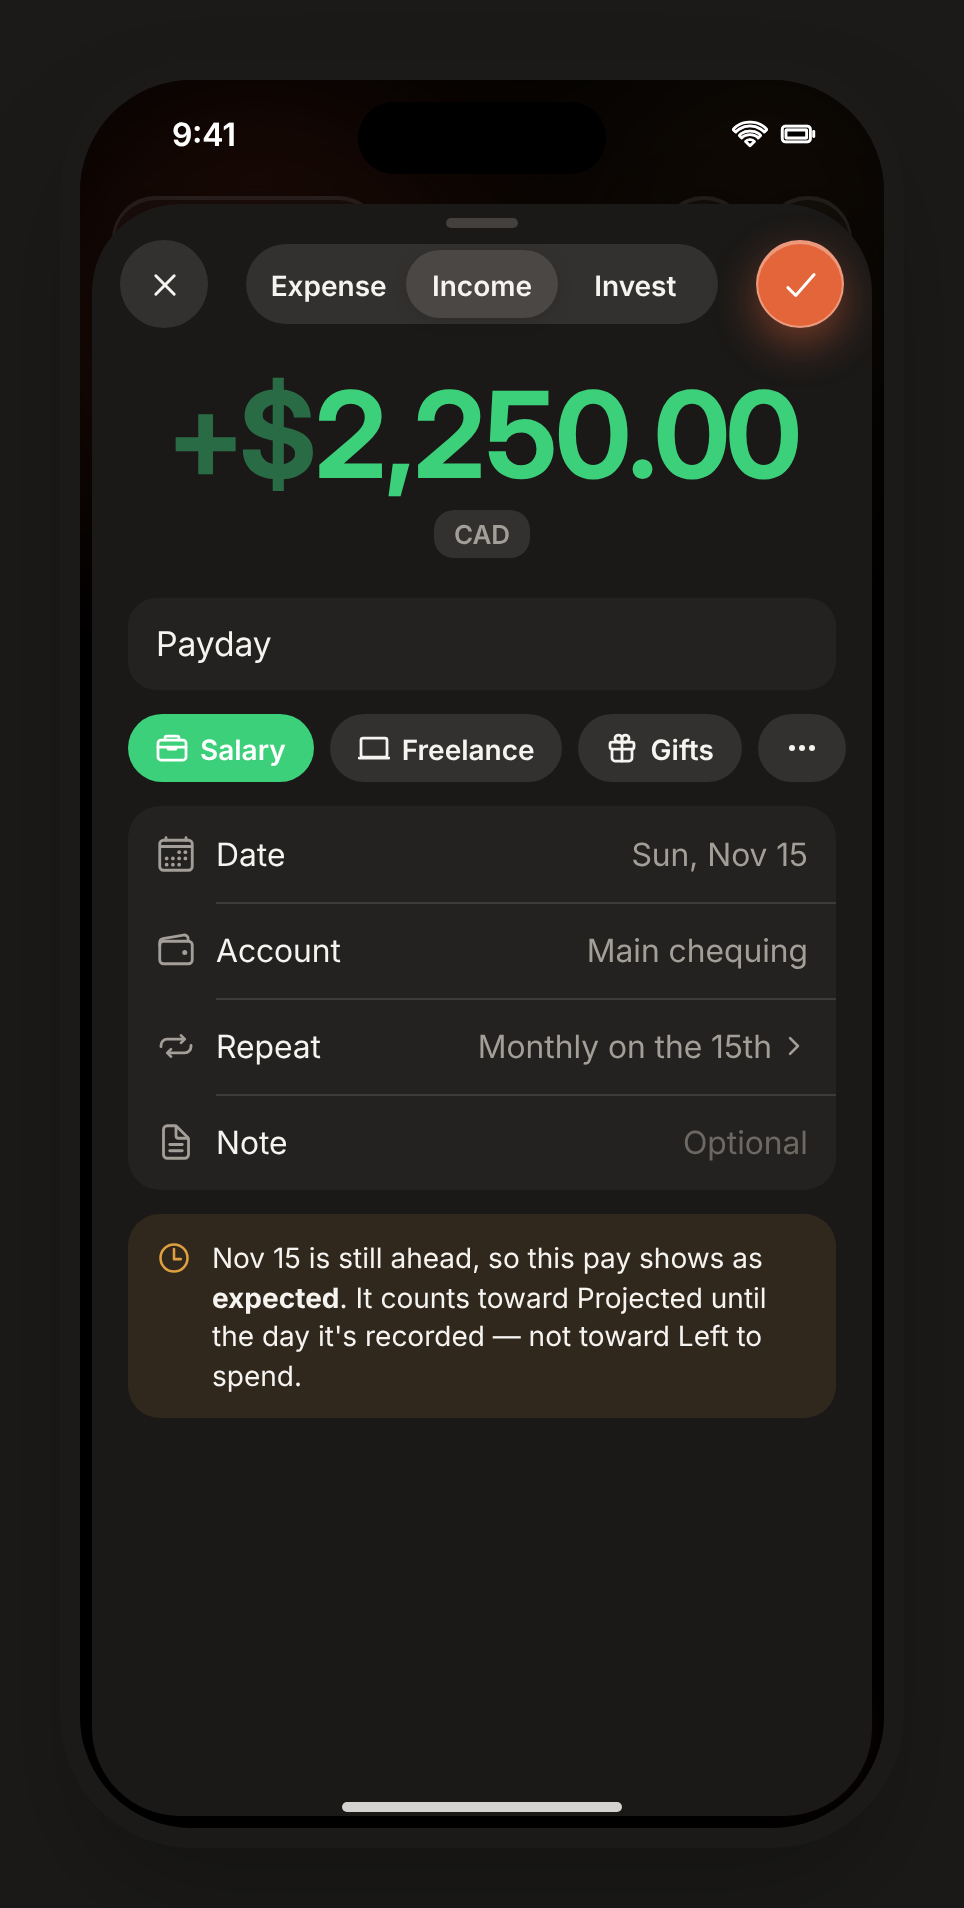 9:41
Expense Income Invest
+$2,250.00
CAD
Payday
Salary Freelance Gifts
Date Sun, Nov 15
Account Main chequing
Repeat Monthly on the 15th
Note Optional
Nov 15 is still ahead, so this pay shows as
expected. It counts toward Projected until
the day it's recorded — not toward Left to
spend.